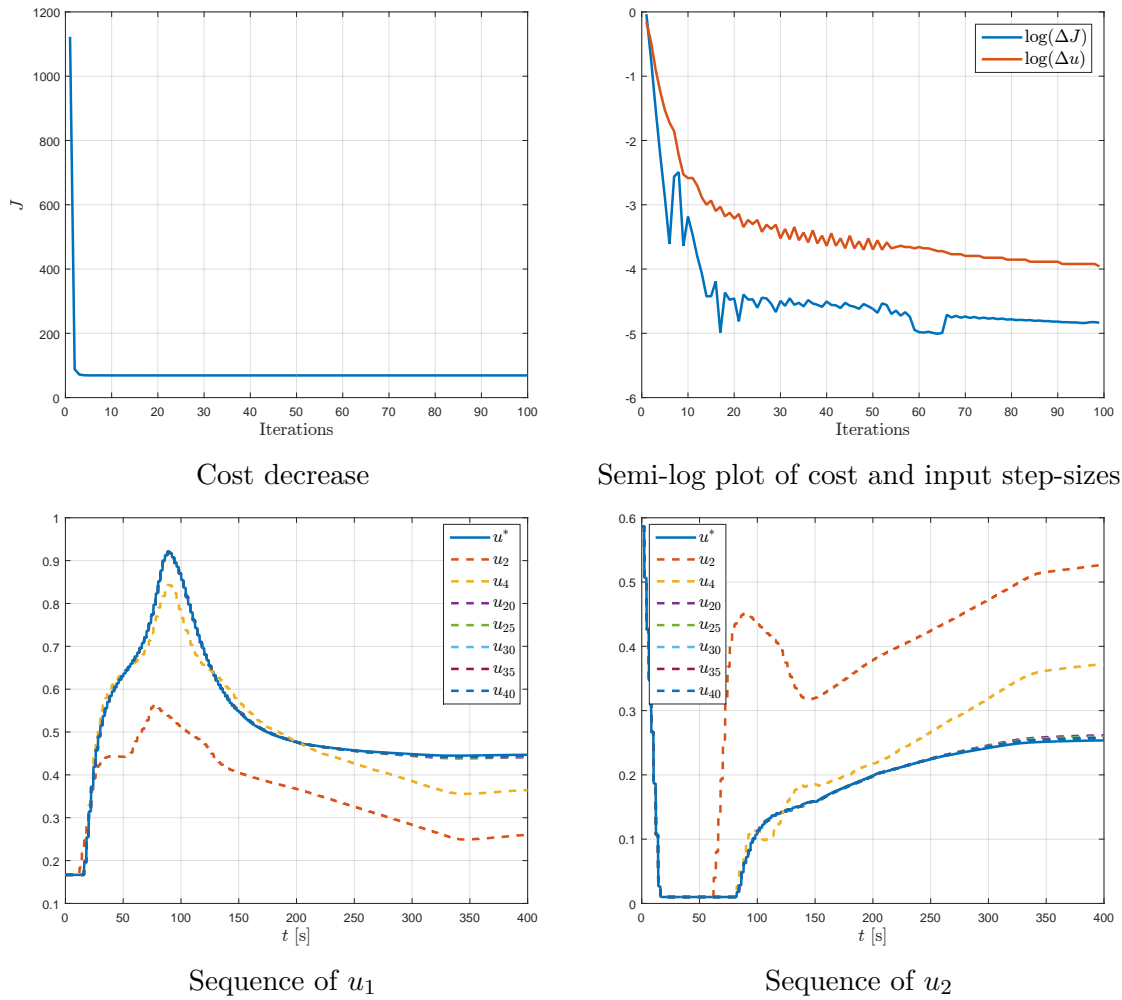 1200
1000
800
600
400
200
0
J
0 10 20 30 40 50 60 70 80 90 100
Iterations
Cost decrease
0
-1
-2
-3
-4
-5
-6
log(ΔJ)
log(Δu)
0 10 20 30 40 50 60 70 80 90 100
Iterations
Semi-log plot of cost and input step-sizes
1
0.9
0.8
0.7
0.6
0.5
0.4
0.3
0.2
0.1
u*
u₂
u₄
u₂₀
u₂₅
u₃₀
u₃₅
u₄₀
0 50 100 150 200 250 300 350 400
t [s]
Sequence of u₁
0.6
0.5
0.4
0.3
0.2
0.1
0
u*
u₂
u₄
u₂₀
u₂₅
u₃₀
u₃₅
u₄₀
0 50 100 150 200 250 300 350 400
t [s]
Sequence of u₂